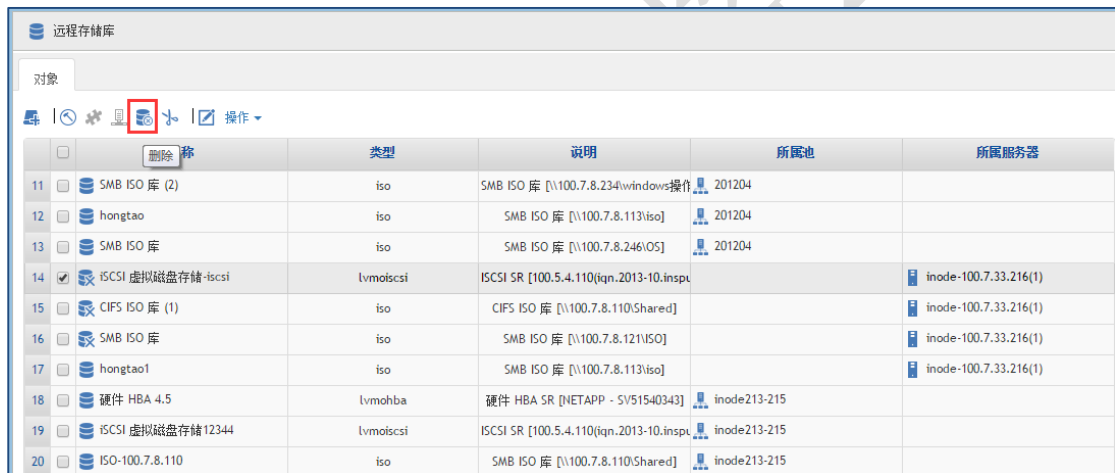 远程存储库
对象
操作
删除 称 类型 说明 所属池 所属服务器
11 SMB ISO 库 (2) iso SMB ISO 库 [\\100.7.8.234\windows操作 201204
12 hongtao iso SMB ISO 库 [\\100.7.8.113\iso] 201204
13 SMB ISO 库 iso SMB ISO 库 [\\100.7.8.246\OS] 201204
14 iSCSI 虚拟磁盘存储-iscsi lvmoiscsi ISCSI SR [100.5.4.110(iqn.2013-10.inspu inode-100.7.33.216(1)
15 CIFS ISO 库 (1) iso CIFS ISO 库 [\\100.7.8.110\Shared] inode-100.7.33.216(1)
16 SMB ISO 库 iso SMB ISO 库 [\\100.7.8.121\ISO] inode-100.7.33.216(1)
17 hongtao1 iso SMB ISO 库 [\\100.7.8.113\iso] inode-100.7.33.216(1)
18 硬件 HBA 4.5 lvmohba 硬件 HBA SR [NETAPP - SV51540343] inode213-215
19 iSCSI 虚拟磁盘存储12344 lvmoiscsi ISCSI SR [100.5.4.110(iqn.2013-10.inspu inode213-215
20 ISO-100.7.8.110 iso SMB ISO 库 [\\100.7.8.110\Shared] inode213-215